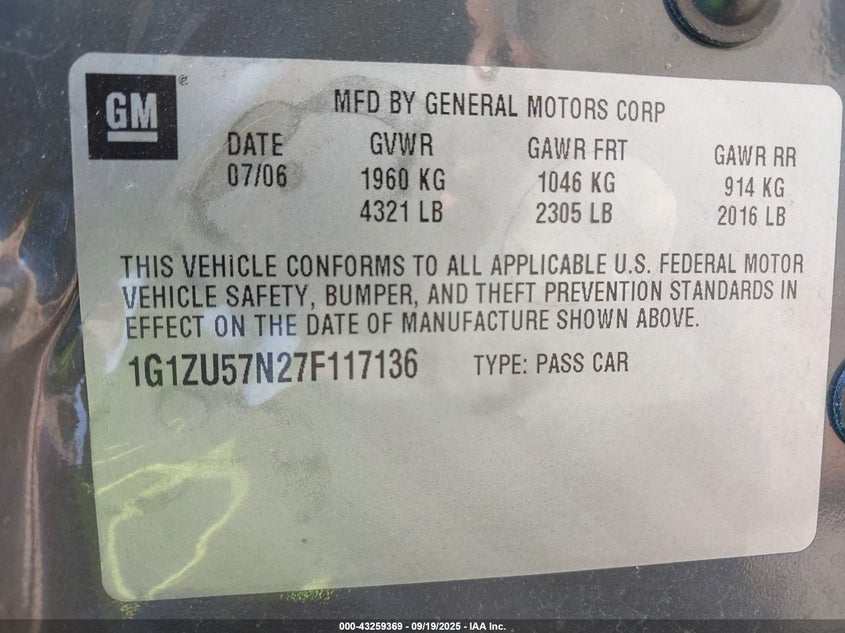 GM®
MFD BY GENERAL MOTORS CORP
DATE GVWR GAWR FRT GAWR RR
07/06 1960 KG 1046 KG 914 KG
4321 LB 2305 LB 2016 LB
THIS VEHICLE CONFORMS TO ALL APPLICABLE U.S. FEDERAL MOTOR
VEHICLE SAFETY, BUMPER, AND THEFT PREVENTION STANDARDS IN
EFFECT ON THE DATE OF MANUFACTURE SHOWN ABOVE.
1G1ZU57N27F117136 TYPE: PASS CAR
000-43259369 - 09/19/2025 - IAA Inc.